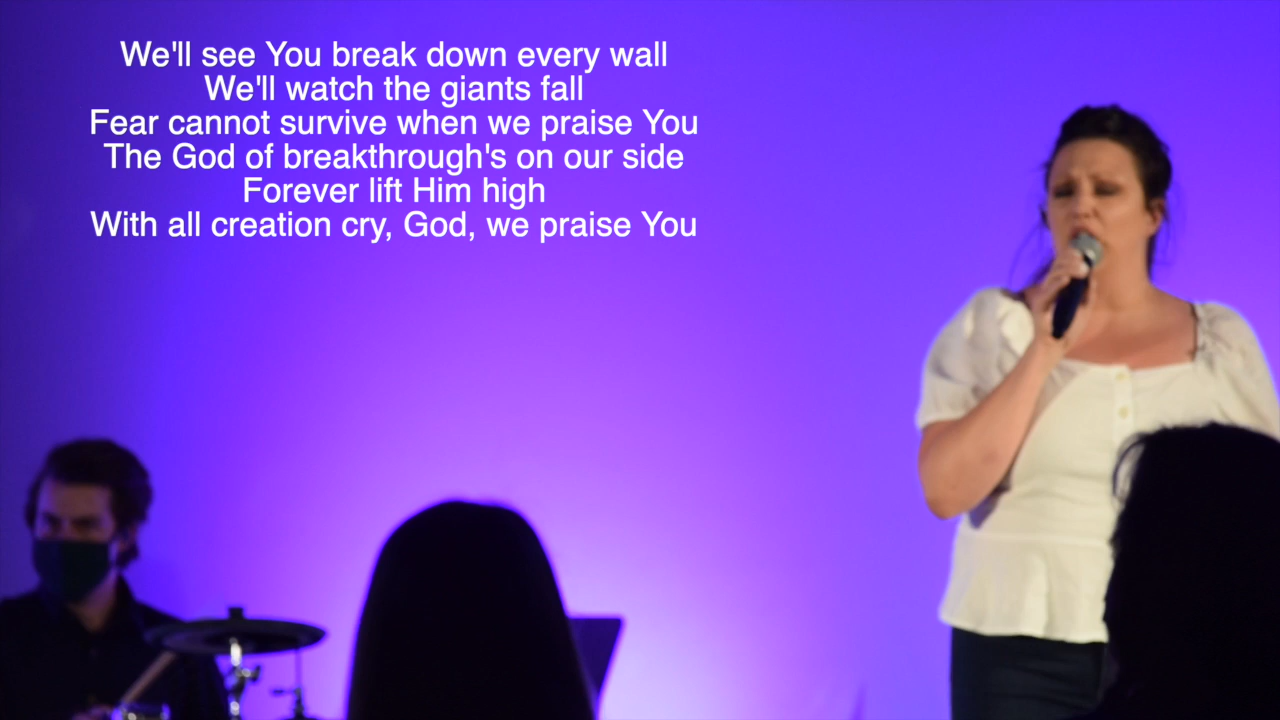 We'll see You break down every wall
We'll watch the giants fall
Fear cannot survive when we praise You
The God of breakthrough's on our side
Forever lift Him high
With all creation cry, God, we praise You